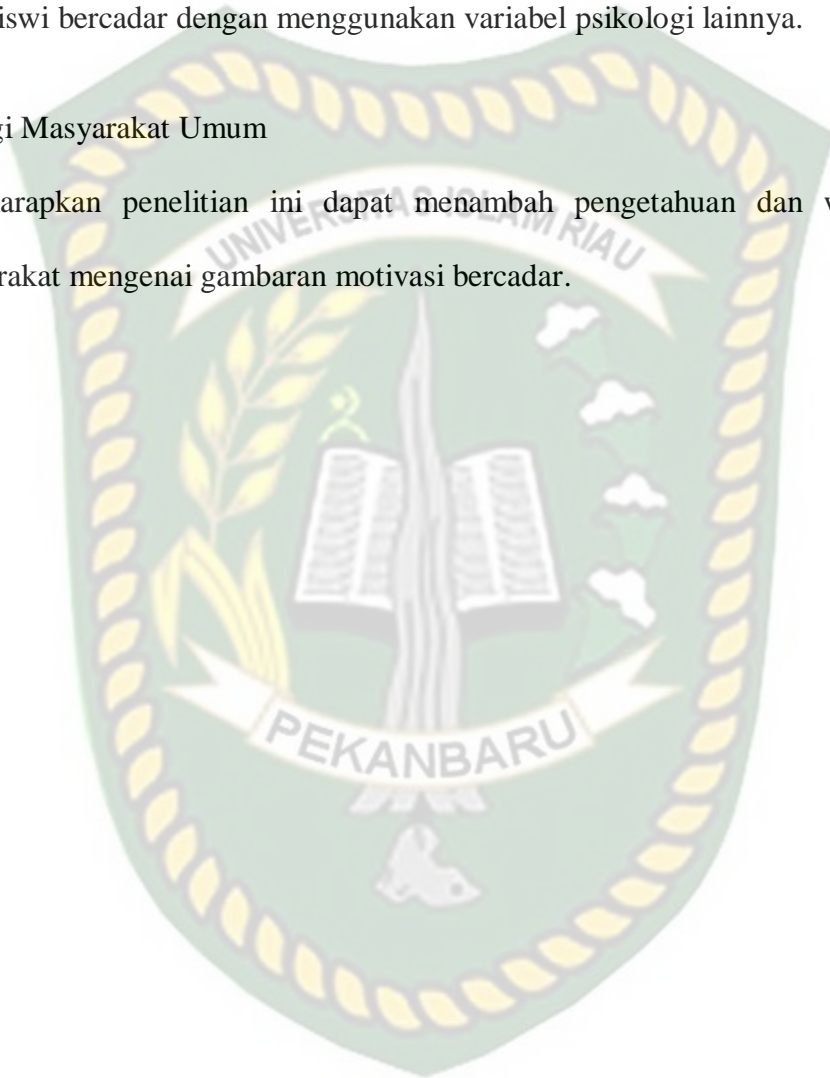 iswi bercadar dengan menggunakan variabel psikologi lainnya.
gi Masyarakat Umum
arapkan penelitian ini dapat menambah pengetahuan dan
rakat mengenai gambaran motivasi bercadar.
UNIVERSITAS ISLAM RIAU
PEKANBARU